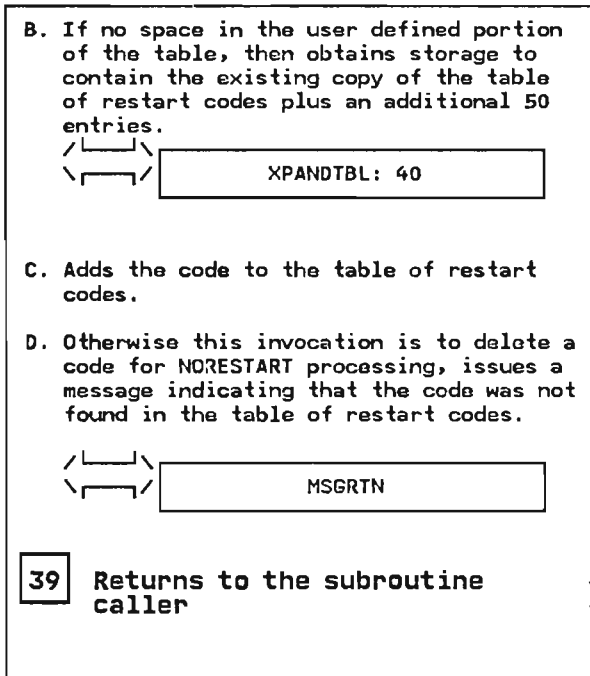 B. If no space in the user defined portion
of the table, then obtains storage to
contain the existing copy of the table
of restart codes plus an additional 50
entries.
XPANDTBL: 40
C. Adds the code to the table of restart
codes.
D. Otherwise this invocation is to delete a
code for NORESTART processing, issues a
message indicating that the code was not
found in the table of restart codes.
MSGRTN
39 Returns to the subroutine
caller